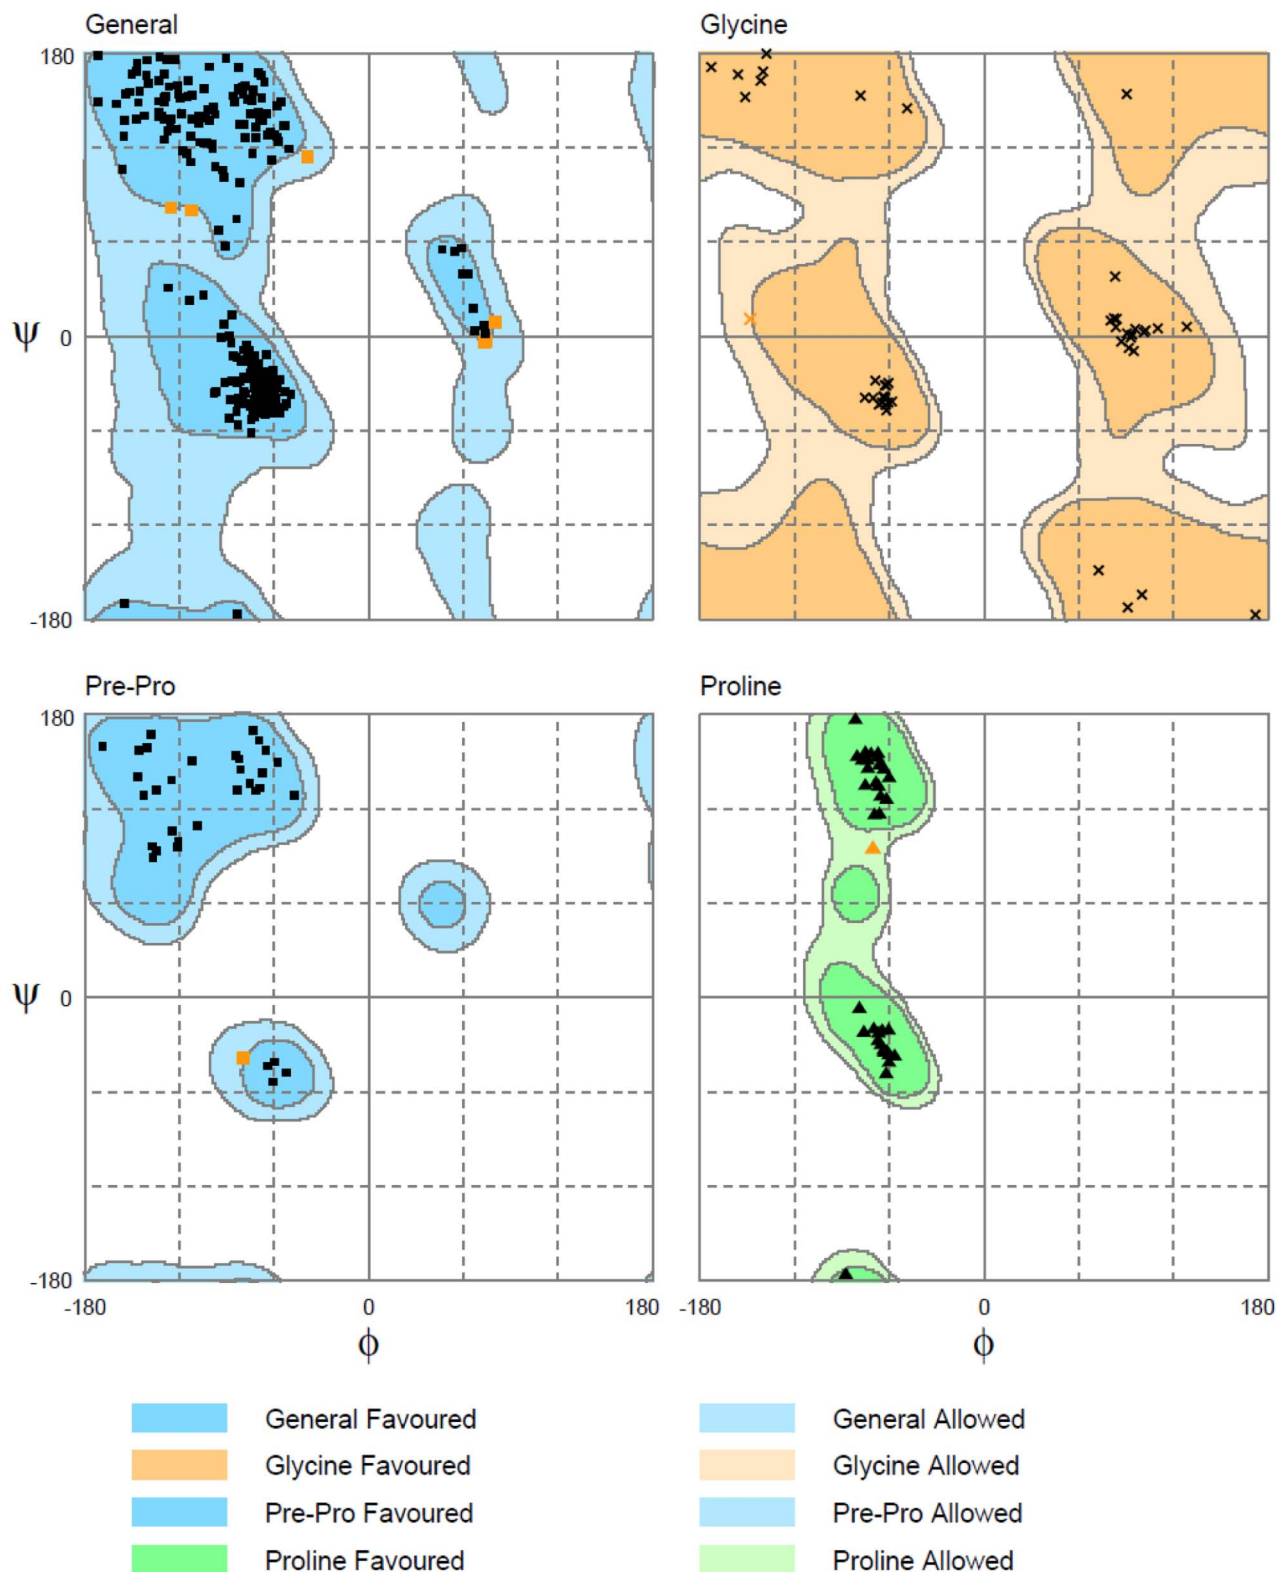 General Glycine
180
ψ 0
-180
Pre-Pro Proline
180
ψ 0
-180
-180 0 180 -180 0 180
ϕ ϕ
General Favoured General Allowed
Glycine Favoured Glycine Allowed
Pre-Pro Favoured Pre-Pro Allowed
Proline Favoured Proline Allowed